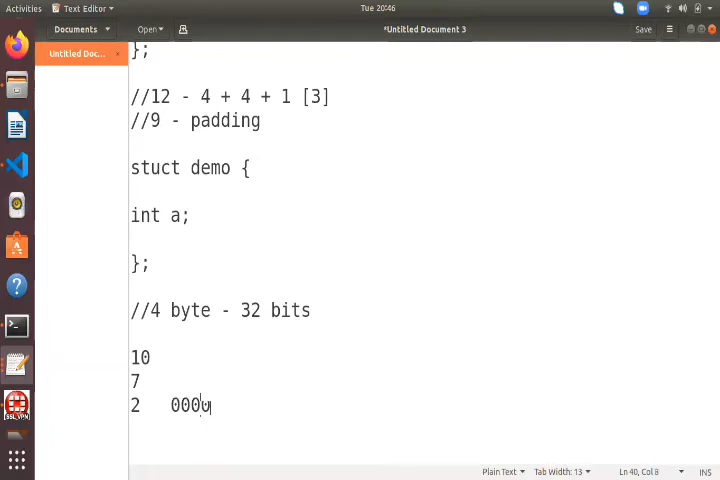 Activities
Text Editor
Tue 20:46
Documents
Open
*Untitled Document 3
Save
Untitled Doc...
};
//12 - 4 + 4 + 1 [3]
//9 - padding
stuct demo {
int a;
};
//4 byte - 32 bits
10
7
2 000
[SSL_VPN]
Plain Text
Tab Width: 13
Ln 40, Col 8
INS